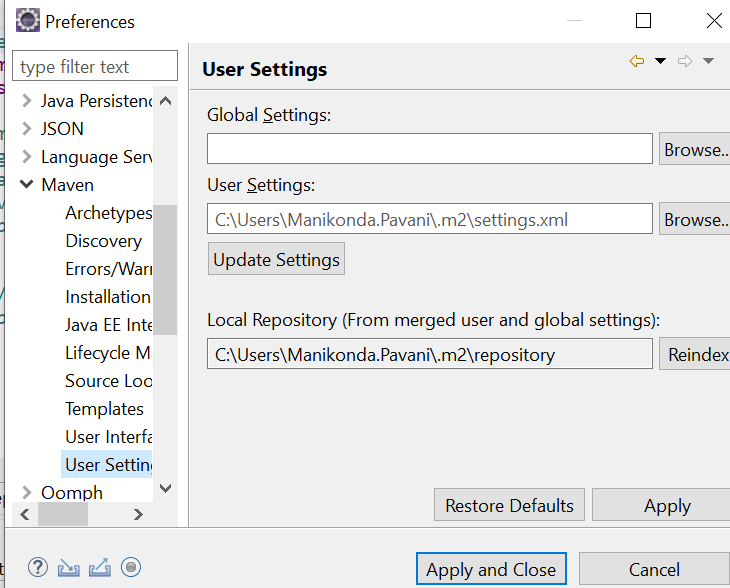 Preferences
type filter text
Java Persistenc
JSON
Language Serv
Maven
Archetypes
Discovery
Errors/Warr
Installation
Java EE Inte
Lifecycle M
Source Loo
Templates
User Interfa
User Setting
Oomph
User Settings
Global Settings:
Browse..
User Settings:
C:\Users\Manikonda.Pavani\.m2\settings.xml
Browse..
Update Settings
Local Repository (From merged user and global settings):
C:\Users\Manikonda.Pavani\.m2\repository
Reindex
Restore Defaults
Apply
?
Apply and Close
Cancel